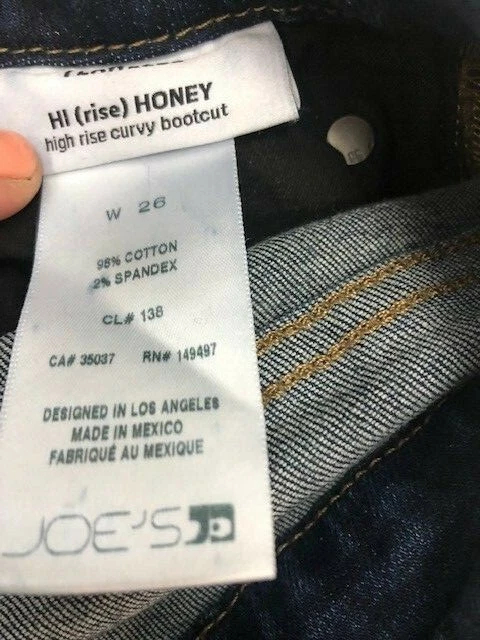 HI (rise) HONEY
high rise curvy bootcut
W 26
98% COTTON
2% SPANDEX
CL# 138
CA# 35037 RN# 149497
DESIGNED IN LOS ANGELES
MADE IN MEXICO
FABRIQUÉ AU MEXIQUE
JOE'S